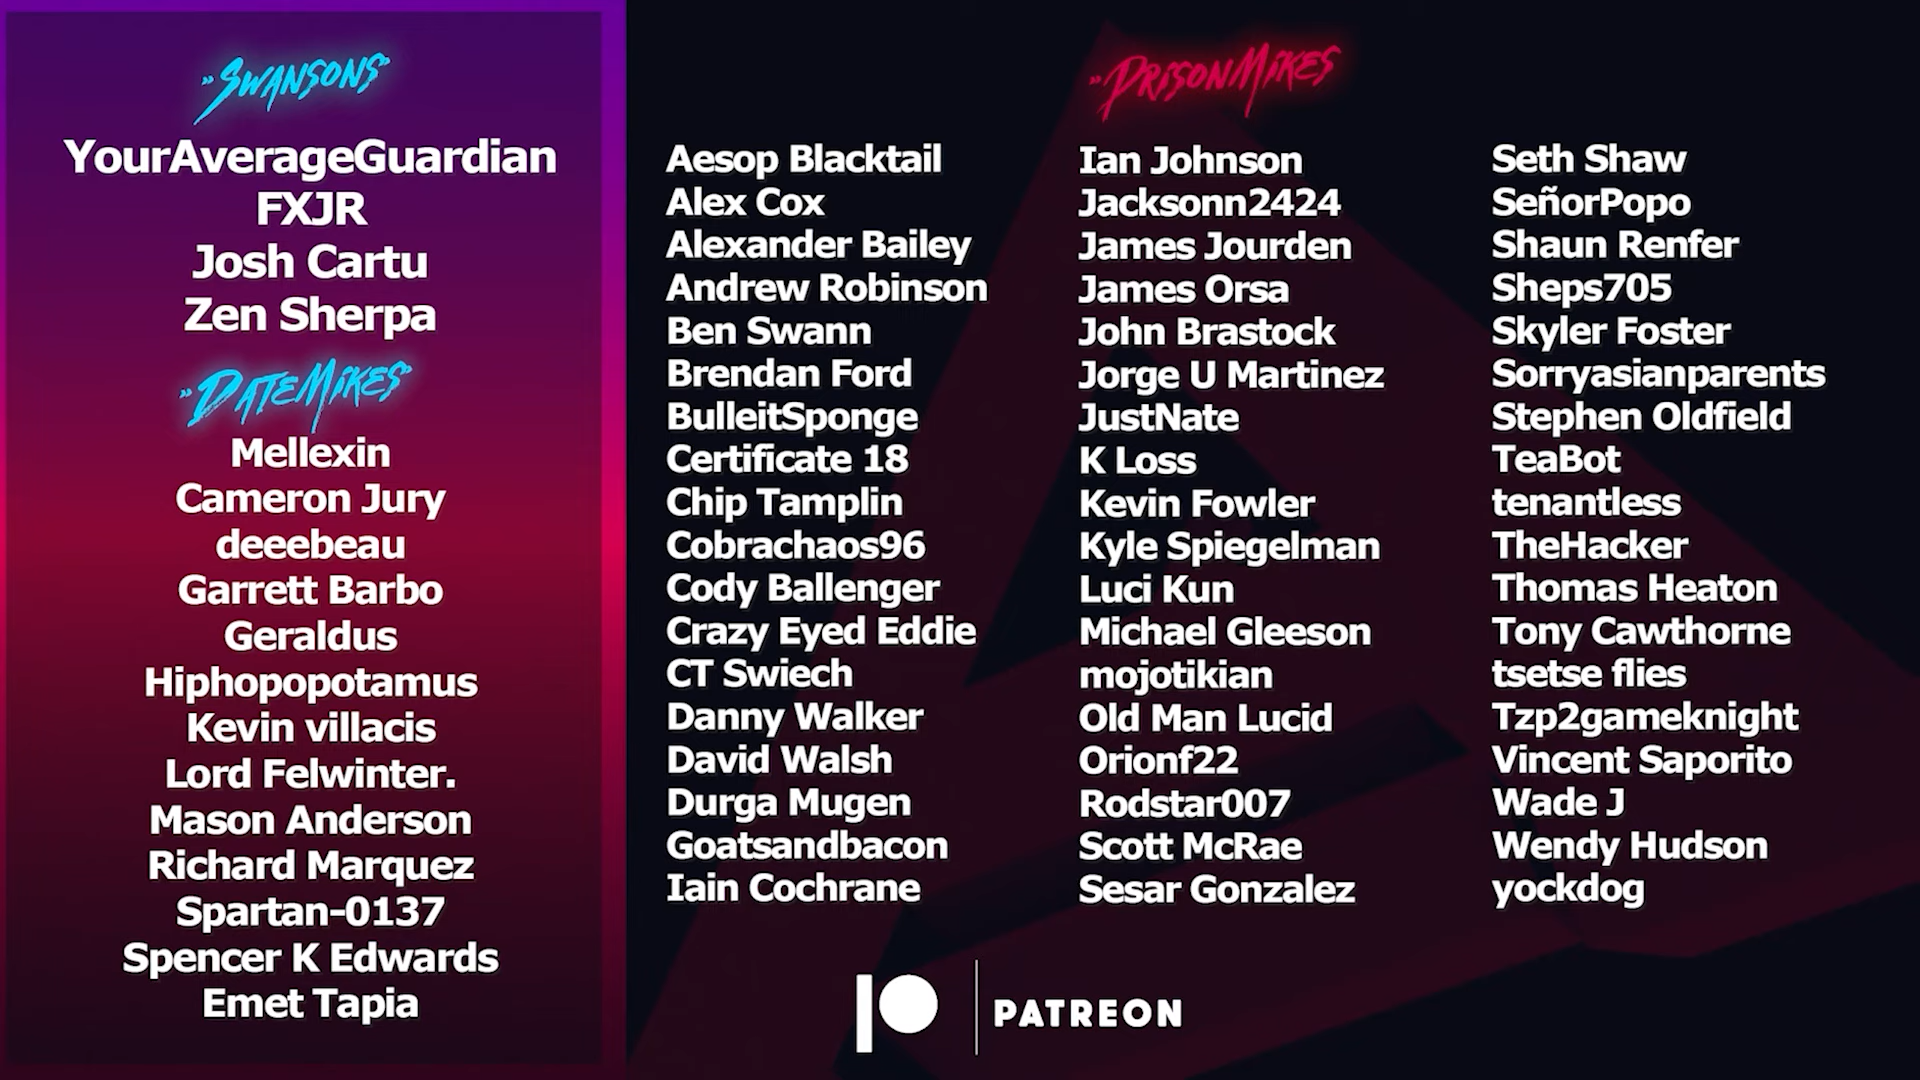 "Swansons"
YourAverageGuardian
FXJR
Josh Cartu
Zen Sherpa
"DateMikes"
Mellexin
Cameron Jury
deeebeau
Garrett Barbo
Geraldus
Hiphopopotamus
Kevin villacis
Lord Felwinter.
Mason Anderson
Richard Marquez
Spartan-0137
Spencer K Edwards
Emet Tapia
"PrisonMikes"
Aesop Blacktail
Alex Cox
Alexander Bailey
Andrew Robinson
Ben Swann
Brendan Ford
BulleitSponge
Certificate 18
Chip Tamplin
Cobrachaos96
Cody Ballenger
Crazy Eyed Eddie
CT Swiech
Danny Walker
David Walsh
Durga Mugen
Goatsandbacon
Iain Cochrane
Ian Johnson
Jacksonn2424
James Jourden
James Orsa
John Brastock
Jorge U Martinez
JustNate
K Loss
Kevin Fowler
Kyle Spiegelman
Luci Kun
Michael Gleeson
mojotikian
Old Man Lucid
Orionf22
Rodstar007
Scott McRae
Sesar Gonzalez
Seth Shaw
SeñorPopo
Shaun Renfer
Sheps705
Skyler Foster
Sorryasianparents
Stephen Oldfield
TeaBot
tenantless
TheHacker
Thomas Heaton
Tony Cawthorne
tsetse flies
Tzp2gameknight
Vincent Saporito
Wade J
Wendy Hudson
yockdog
PATREON